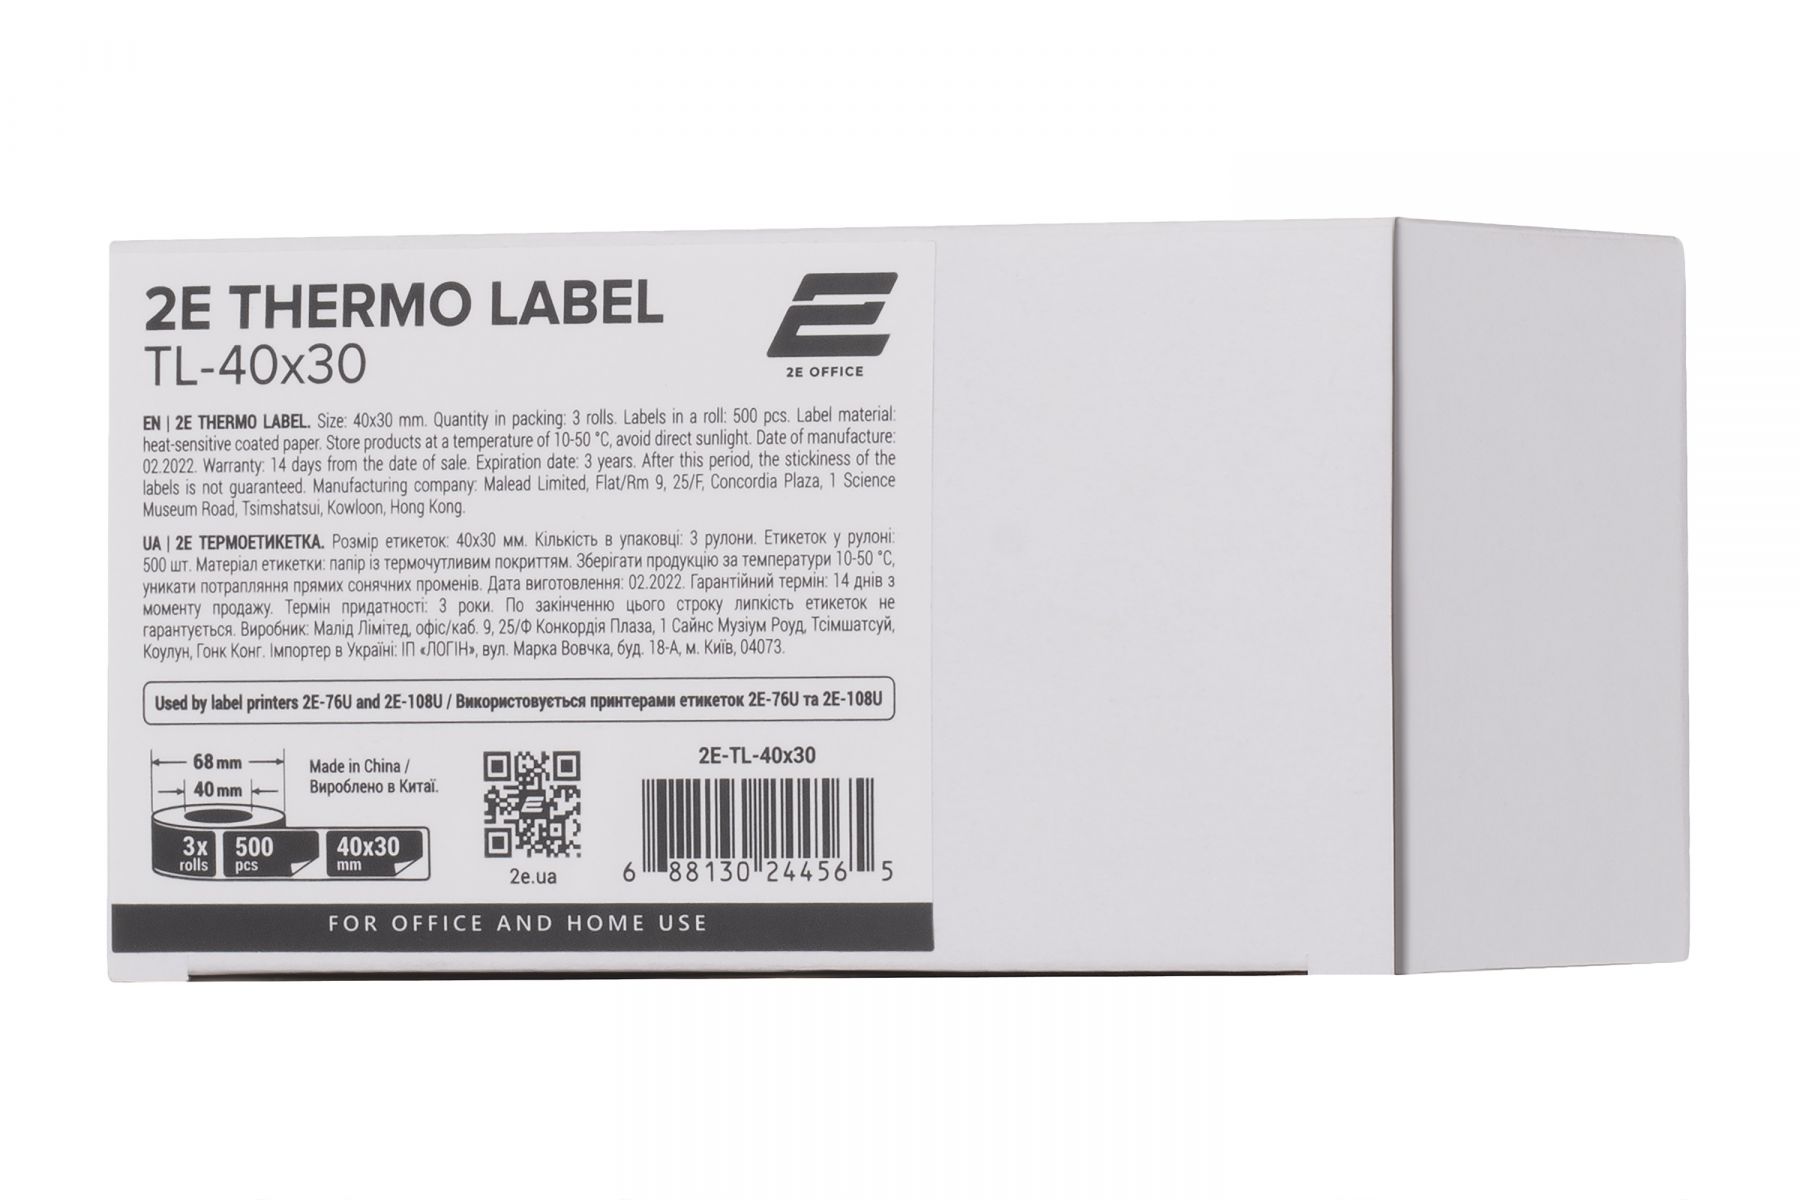 2E THERMO LABEL
TL-40x30
2E OFFICE
EN | 2E THERMO LABEL. Size: 40x30 mm. Quantity in packing: 3 rolls. Labels in a roll: 500 pcs. Label material:
heat-sensitive coated paper. Store products at a temperature of 10-50 °C, avoid direct sunlight. Date of manufacture:
02.2022. Warranty: 14 days from the date of sale. Expiration date: 3 years. After this period, the stickiness of the
labels is not guaranteed. Manufacturing company: Malead Limited, Flat/Rm 9, 25/F, Concordia Plaza, 1 Science
Museum Road, Tsimshatsui, Kowloon, Hong Kong.
UA | 2E ТЕРМОЕТИКЕТКА. Розмір етикеток: 40x30 мм. Кількість в упаковці: 3 рулони. Етикеток у рулоні:
500 шт. Матеріал етикетки: папір із термочутливим покриттям. Зберігати продукцію за температури 10-50 °C,
уникати потрапляння прямих сонячних променів. Дата виготовлення: 02.2022. Гарантійний термін: 14 днів з
моменту продажу. Термін придатності: 3 роки. По закінченню цього строку липкість етикеток не
гарантується. Виробник: Малід Лімітед, офіс/каб. 9, 25/Ф Конкордія Плаза, 1 Сайнс Музіум Роуд, Тсімшатсуй,
Коулун, Гонк Конг. Імпортер в Україні: ІП «ЛОГІН», вул. Марка Вовчка, буд. 18-А, м. Київ, 04073.
Used by label printers 2E-76U and 2E-108U / Використовується принтерами етикеток 2E-76U та 2E-108U
68 mm
40 mm
3x
rolls
500
pcs
40x30
mm
Made in China /
Вироблено в Китаї.
2e.ua
2E-TL-40x30
6 88130 24456 5
FOR OFFICE AND HOME USE